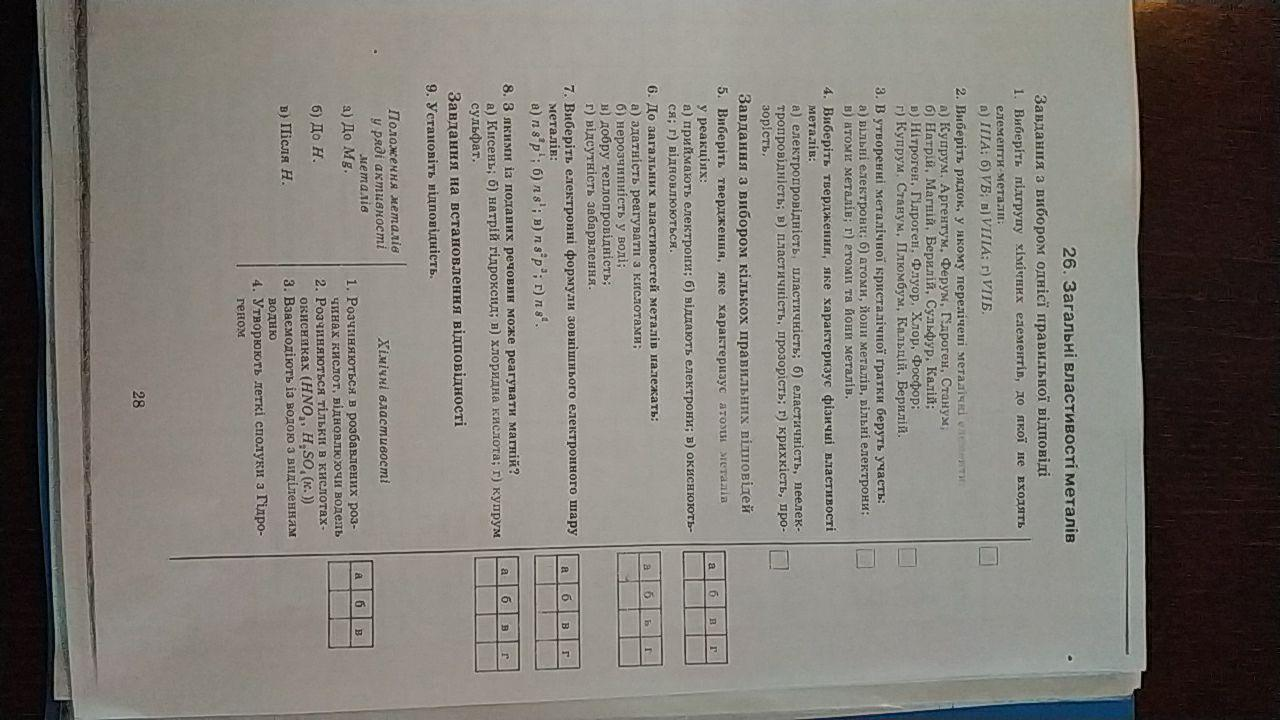 26. Загальні властивості металів
Завдання з вибором однієї правильної відповіді
1. Виберіть підгрупу хімічних елементів, до якої не входять
елементи-метали:
а) IIIA; б) VB; в) VIIIA; г) VIIБ.
2. Виберіть рядок, у якому перелічені металічні елементи:
а) Купрум, Аргентум, Ферум, Гідроген, Станум;
б) Натрій, Магній, Берилій, Сульфур, Калій;
в) Нітроген, Гідроген, Флуор, Хлор, Фосфор;
г) Купрум, Станум, Плюмбум, Кальцій, Берилій.
3. В утворенні металічної кристалічної ґратки беруть участь:
а) вільні електрони; б) атоми, йони металів, вільні електрони;
в) атоми металів; г) атоми та йони металів.
4. Виберіть твердження, яке характеризує фізичні властивості
металів:
а) електропровідність, пластичність; б) еластичність, неелек-
тропровідність; в) пластичність, прозорість; г) крихкість, про-
зорість.
Завдання з вибором кількох правильних відповідей
5. Виберіть твердження, яке характеризує атоми металів
у реакціях:
а) приймають електрони; б) віддають електрони; в) окиснюють-
ся; г) відновлюються.
а б в г
6. До загальних властивостей металів належать:
а) здатність реагувати з кислотами;
б) нерозчинність у воді;
в) добру теплопровідність;
г) відсутність забарвлення.
а б в г
7. Виберіть електронні формули зовнішнього електронного шару
металів:
а) ns²p¹; б) ns¹; в) ns²p³; г) ns².
а б в г
8. З якими із поданих речовин може реагувати магній?
а) Кисень; б) натрій гідроксид; в) хлоридна кислота; г) купрум
сульфат.
а б в г
Завдання на встановлення відповідності
9. Установіть відповідність.
Положення металів
у ряді активності
металів
а) До Mg.
б) До H.
в) Після H.
Хімічні властивості
1. Розчиняються в розбавлених роз-
чинах кислот, відновлюючи водень
2. Розчиняються тільки в кислотах-
окисниках (HNO₃, H₂SO₄(к.))
3. Взаємодіють із водою з виділенням
водню
4. Утворюють леткі сполуки з Гідро-
геном
а б в
28